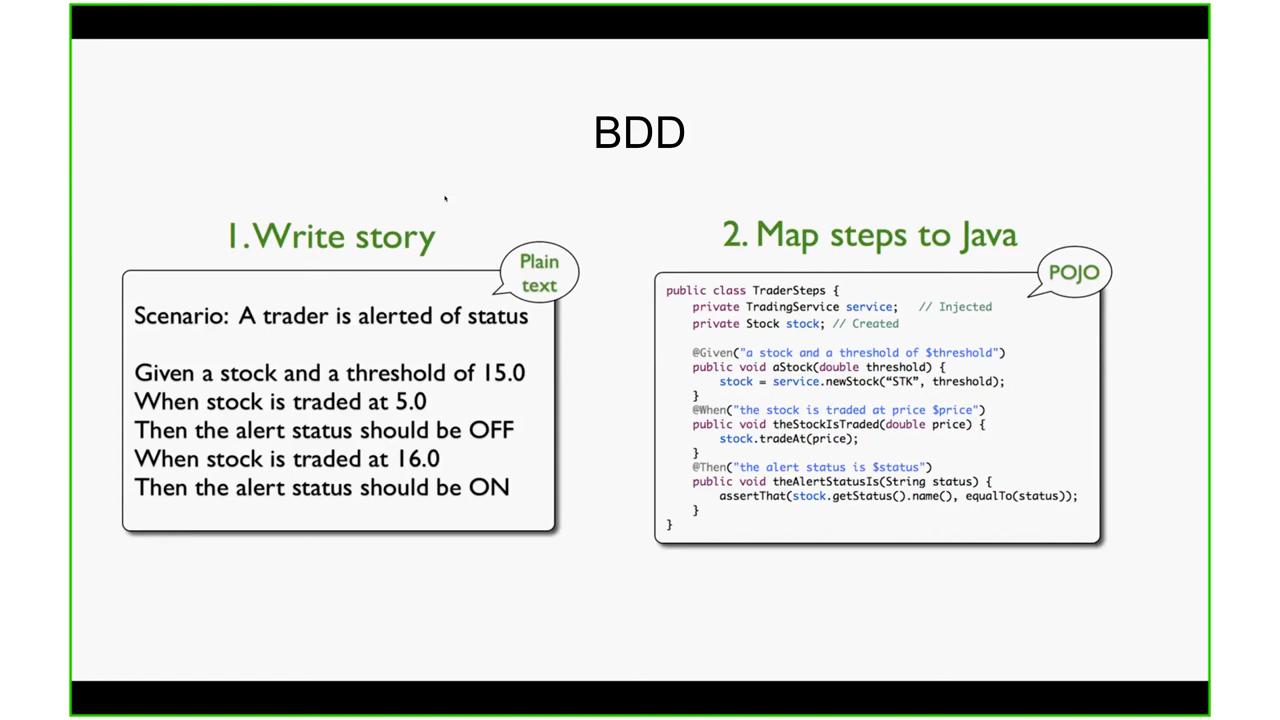 BDD
1. Write story
Plain
text
Scenario: A trader is alerted of status
Given a stock and a threshold of 15.0
When stock is traded at 5.0
Then the alert status should be OFF
When stock is traded at 16.0
Then the alert status should be ON
2. Map steps to Java
POJO
public class TraderSteps {
    private TradingService service;   // Injected
    private Stock stock; // Created
    @Given("a stock and a threshold of $threshold")
    public void aStock(double threshold) {
        stock = service.newStock(“STK”, threshold);
    }
    @When("the stock is traded at price $price")
    public void theStockIsTraded(double price) {
        stock.tradeAt(price);
    }
    @Then("the alert status is $status")
    public void theAlertStatusIs(String status) {
        assertThat(stock.getStatus().name(), equalTo(status));
    }
}